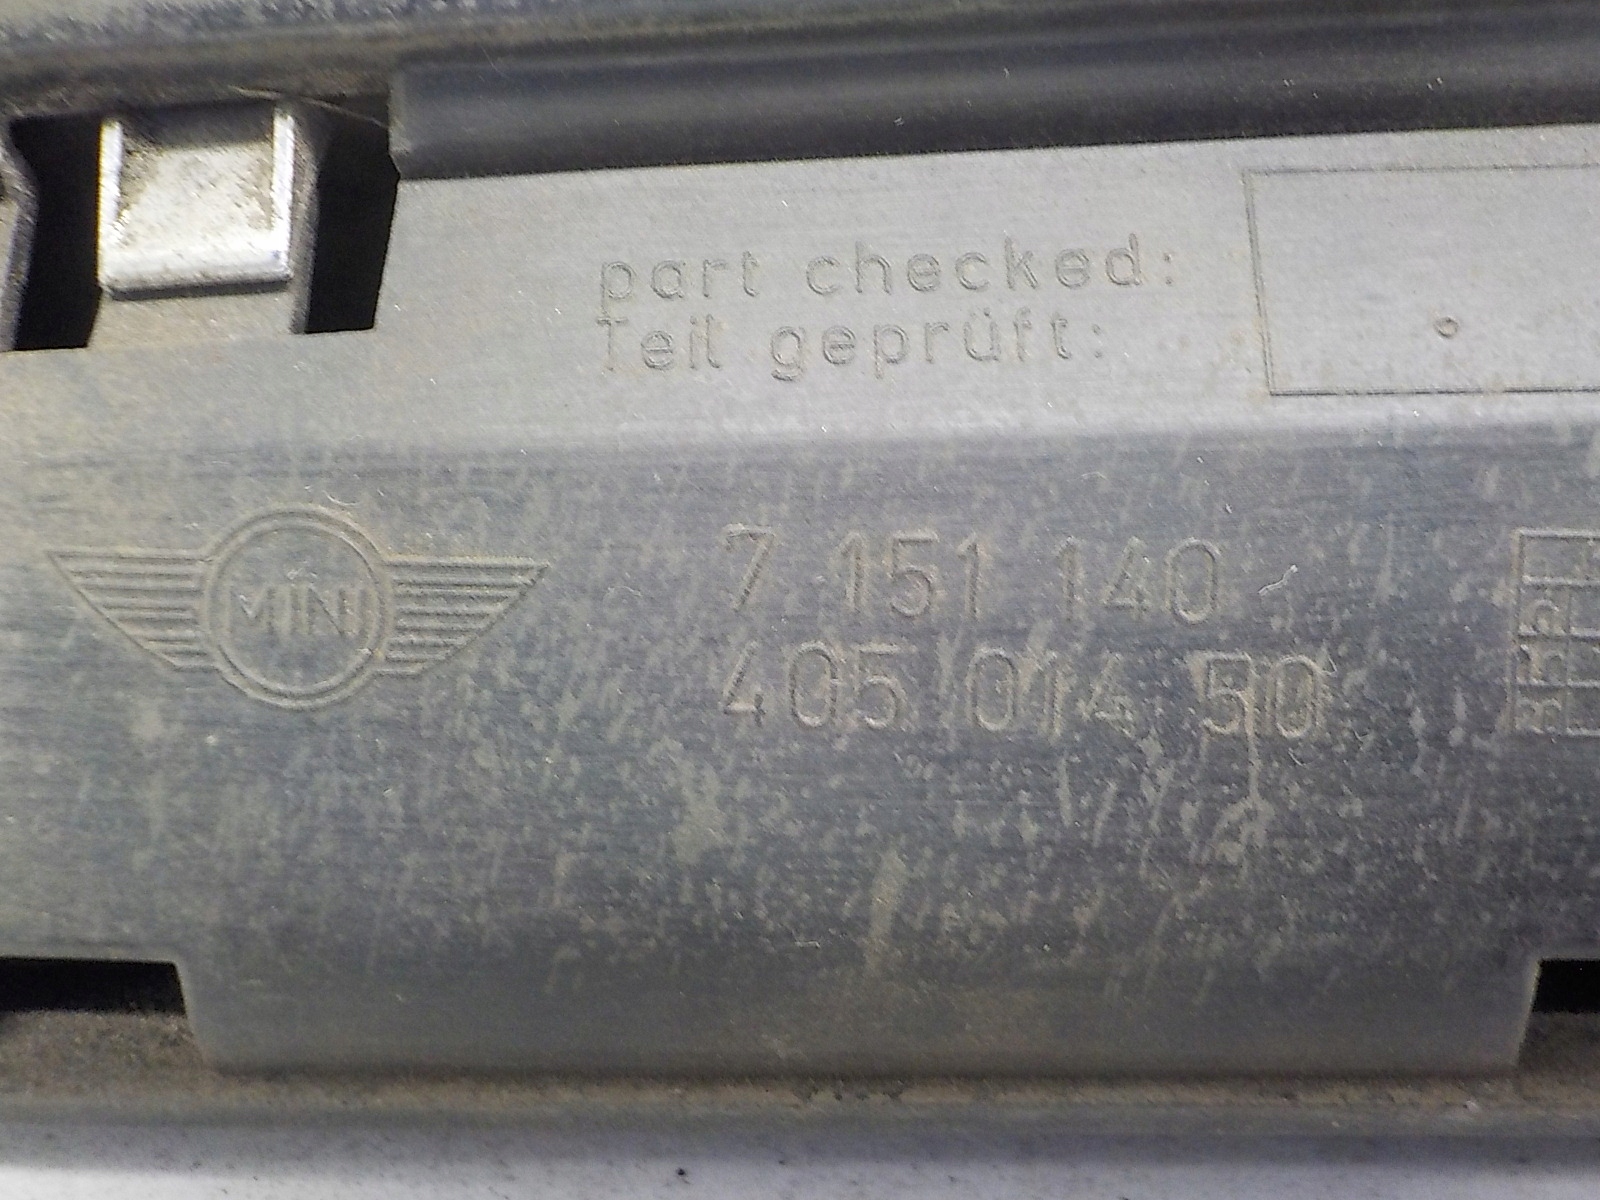 part checked:
Teil geprüft:
MINI
7 151 140
405 014 50